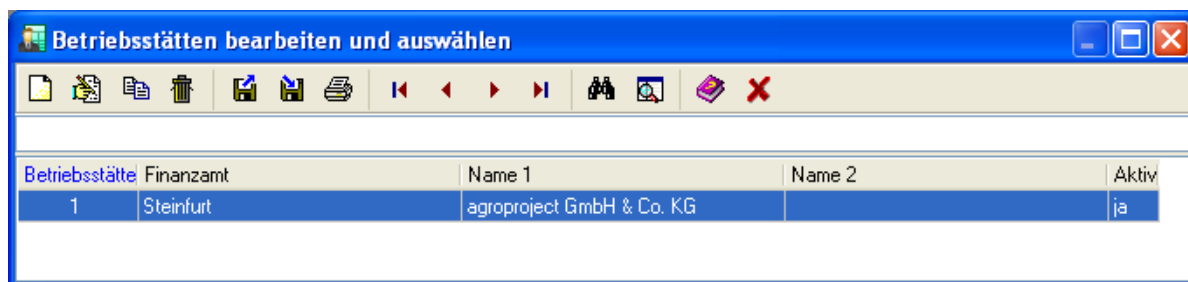 Betriebsstätten bearbeiten und auswählen
Betriebsstätte Finanzamt Name 1 Name 2 Aktiv
1 Steinfurt agroproject GmbH & Co. KG ja